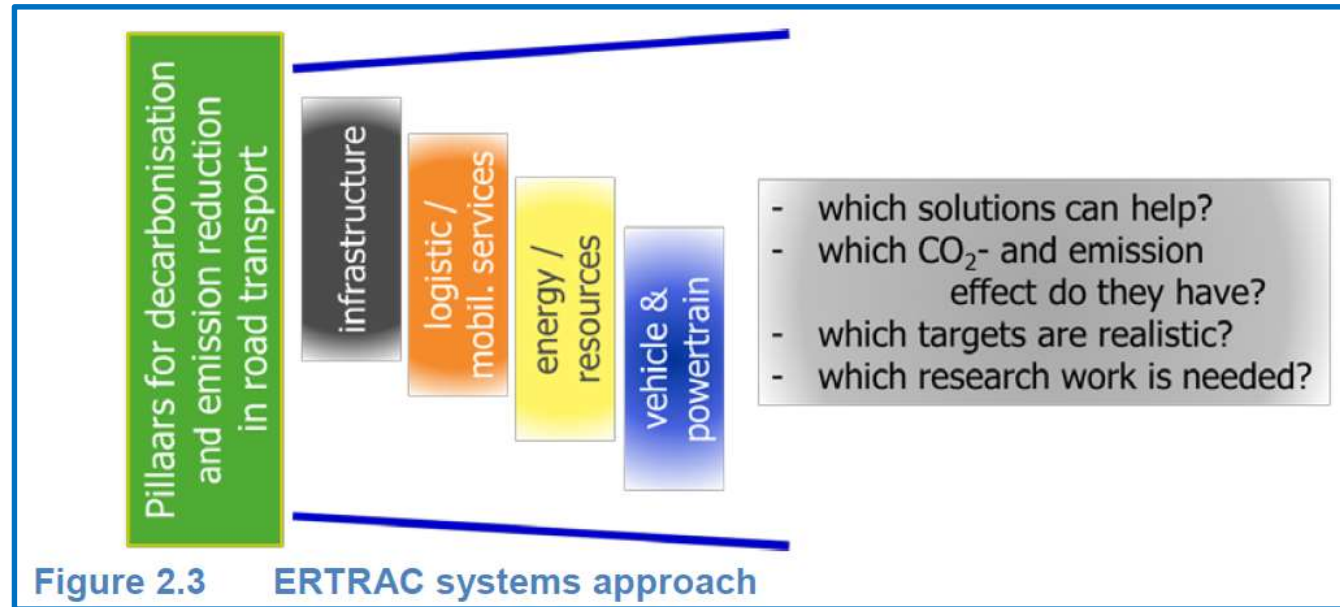 Pillaars for decarbonisation
and emission reduction
in road transport
infrastructure
logistic /
mobil. services
energy /
resources
vehicle &
powertrain
- which solutions can help?
- which CO₂- and emission
effect do they have?
- which targets are realistic?
- which research work is needed?
Figure 2.3 ERTRAC systems approach